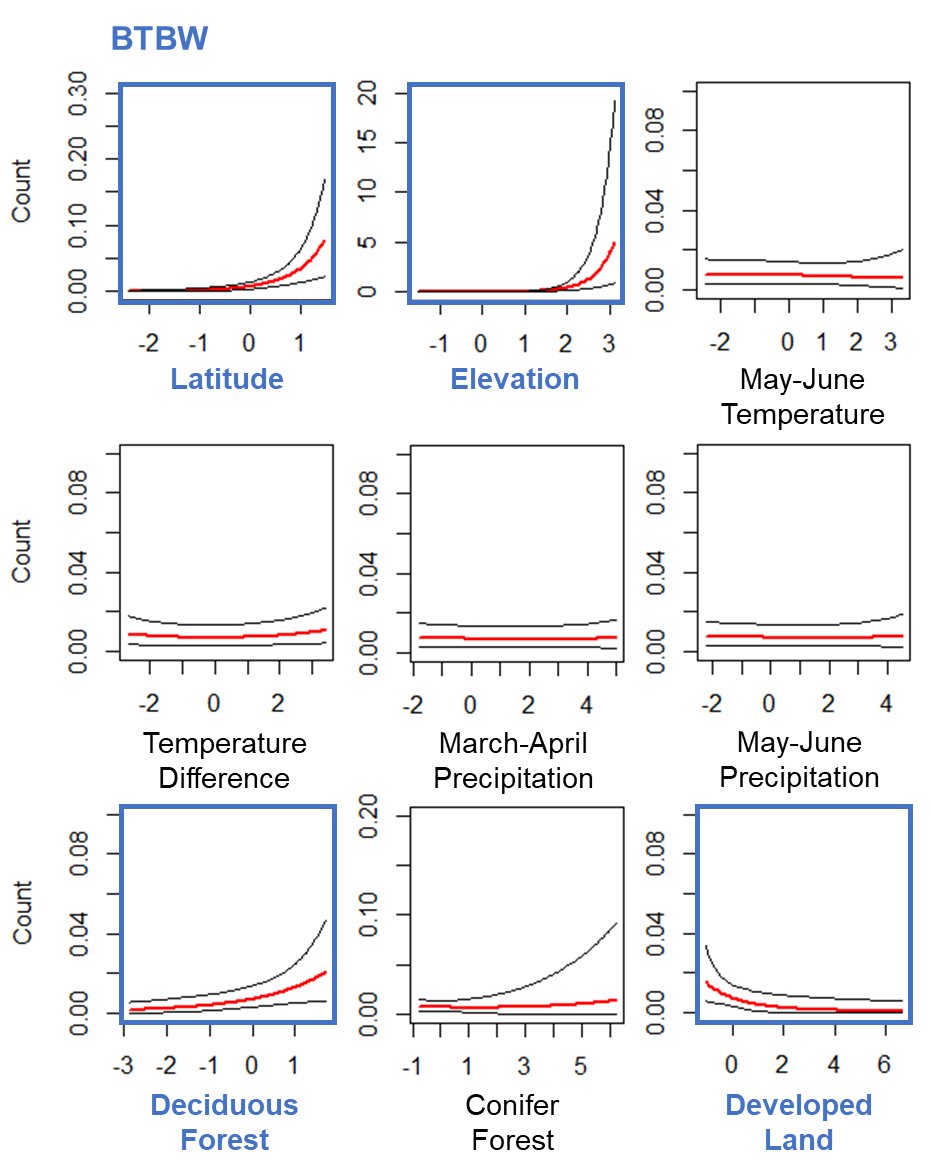 BTBW
Count
0.00 0.10 0.20 0.30
-2 -1 0 1
Latitude
0 5 10 15 20
-1 0 1 2 3
Elevation
0.00 0.04 0.08
-2 0 1 2 3
May-June
Temperature
Count
0.00 0.04 0.08
-2 0 2
Temperature
Difference
0.00 0.04 0.08
-2 0 2 4
March-April
Precipitation
0.00 0.04 0.08
-2 0 2 4
May-June
Precipitation
Count
0.00 0.04 0.08
-3 -2 -1 0 1
Deciduous
Forest
0.00 0.10 0.20
-1 1 3 5
Conifer
Forest
0.00 0.04 0.08
0 2 4 6
Developed
Land